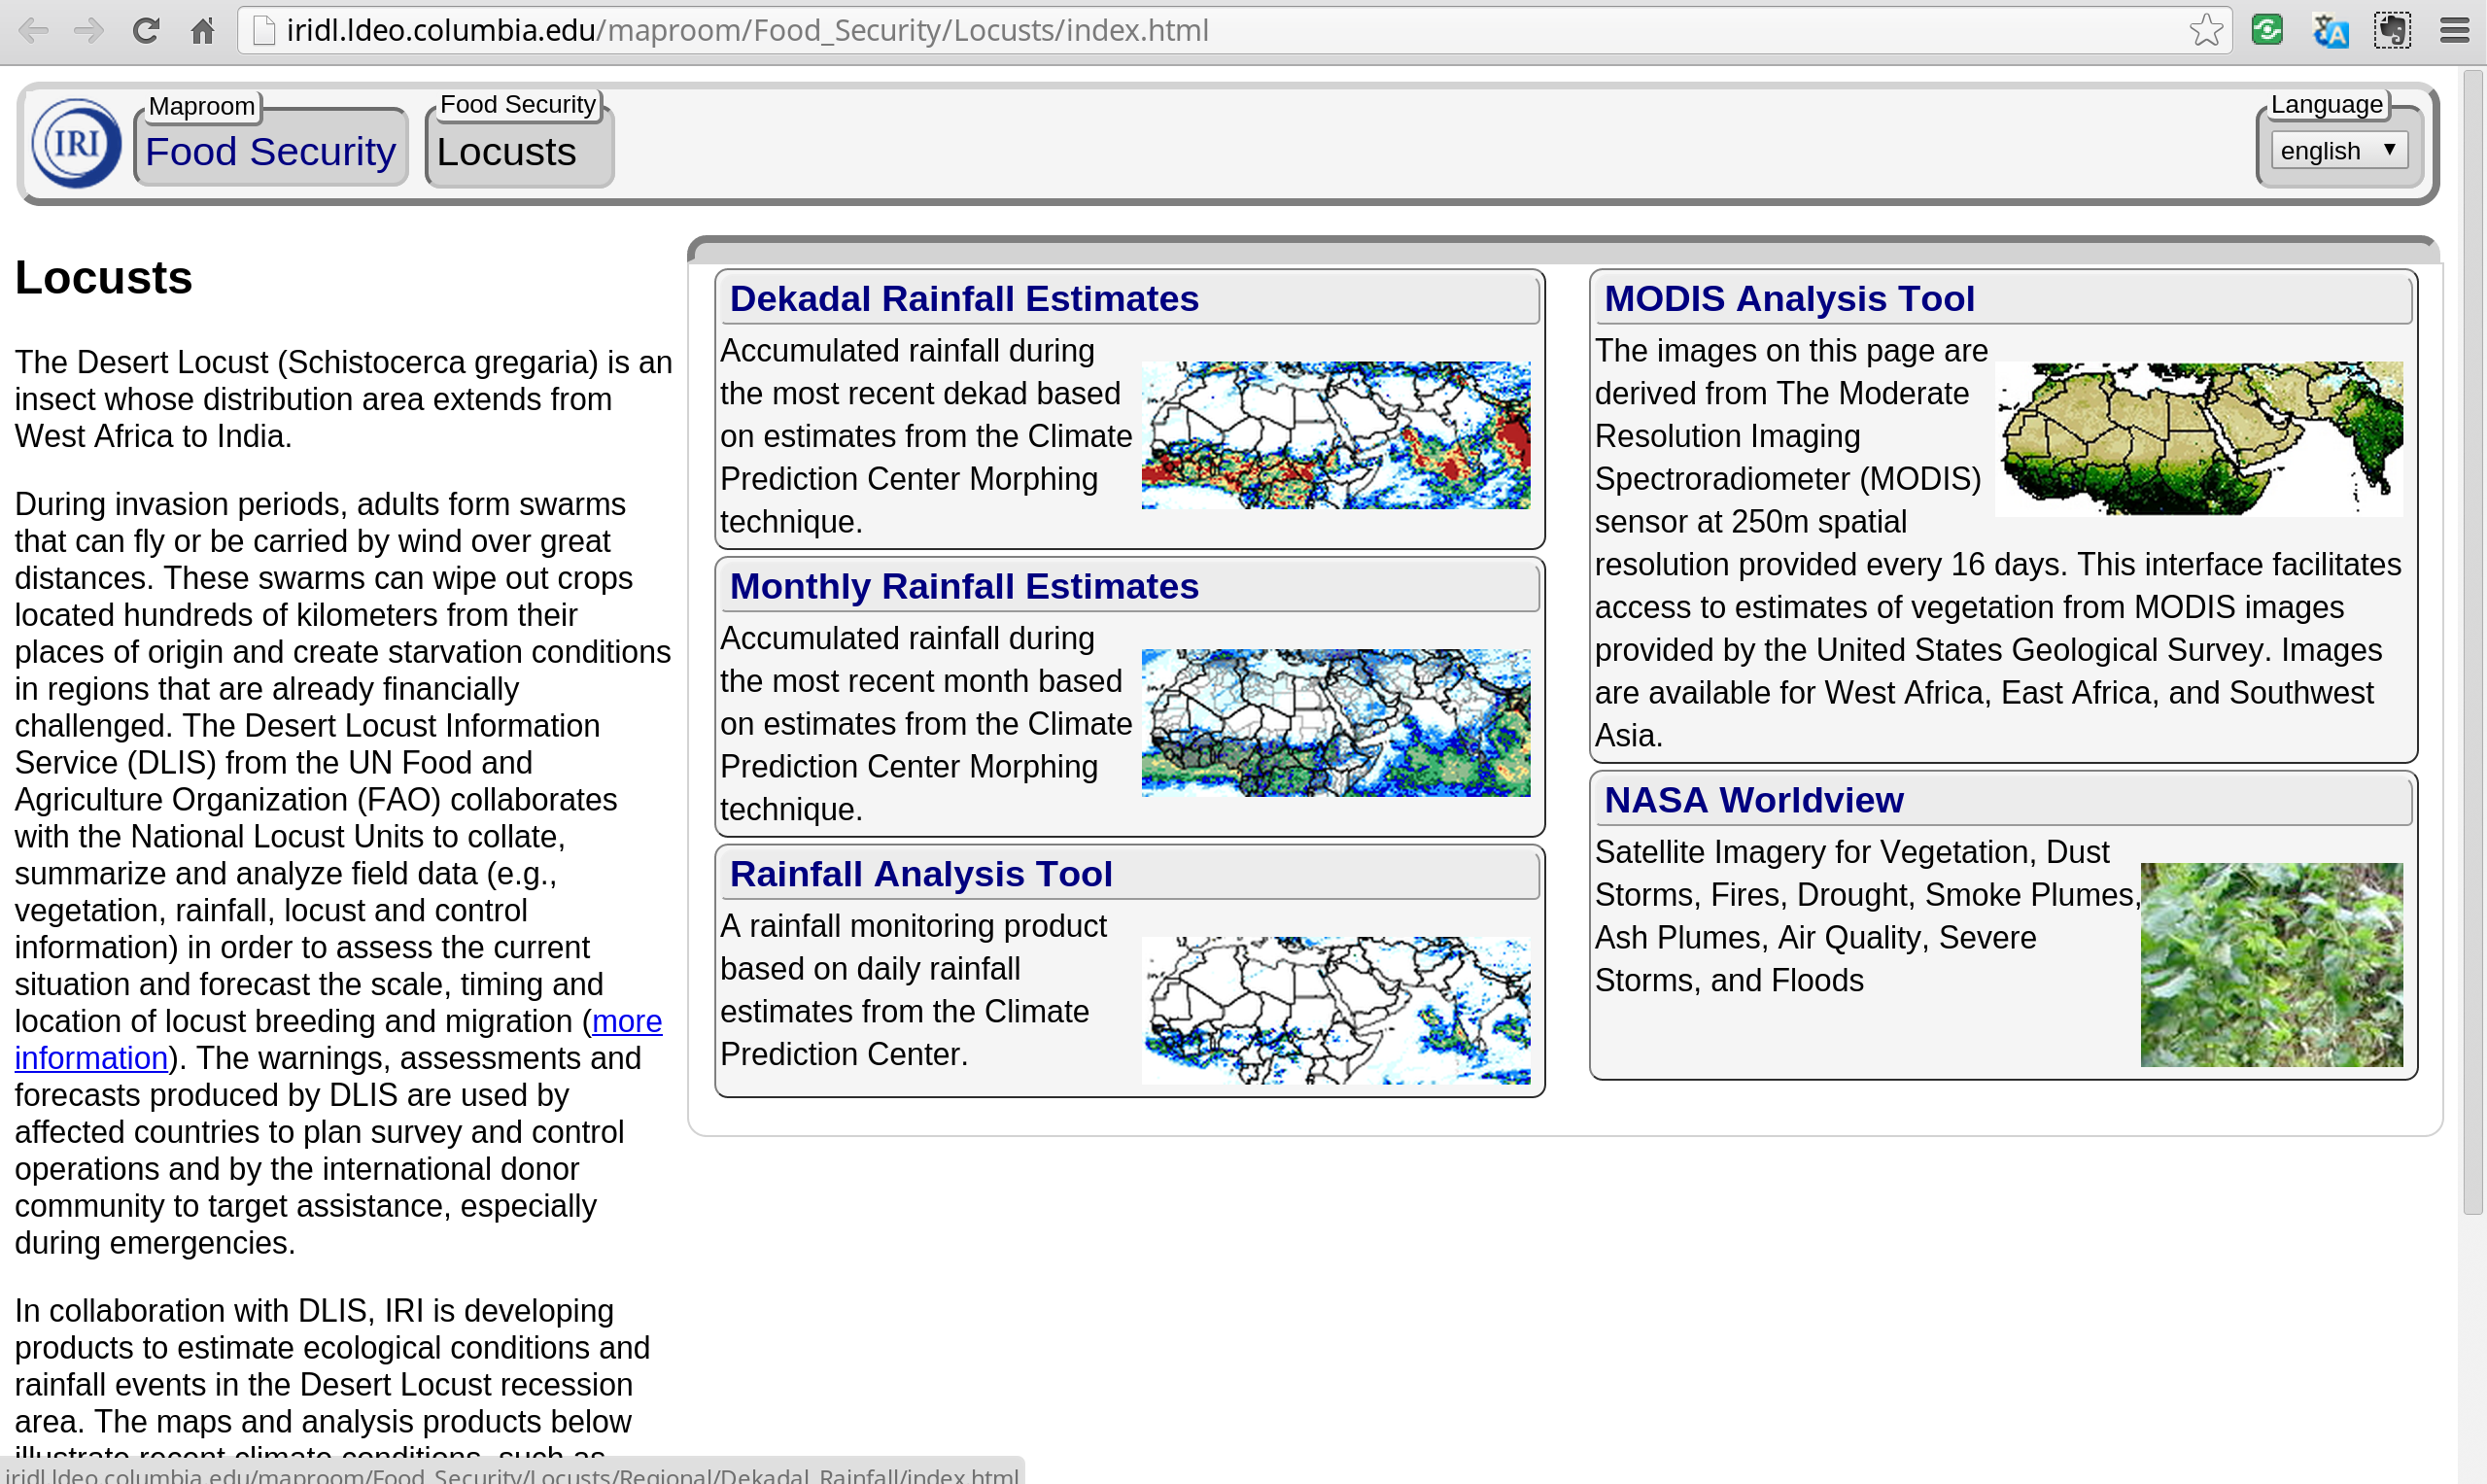 iridl.ldeo.columbia.edu/maproom/Food_Security/Locusts/index.html
IRI
Maproom
Food Security
Food Security
Locusts
Language
english
Locusts
The Desert Locust (Schistocerca gregaria) is an
insect whose distribution area extends from
West Africa to India.
During invasion periods, adults form swarms
that can fly or be carried by wind over great
distances. These swarms can wipe out crops
located hundreds of kilometers from their
places of origin and create starvation conditions
in regions that are already financially
challenged. The Desert Locust Information
Service (DLIS) from the UN Food and
Agriculture Organization (FAO) collaborates
with the National Locust Units to collate,
summarize and analyze field data (e.g.,
vegetation, rainfall, locust and control
information) in order to assess the current
situation and forecast the scale, timing and
location of locust breeding and migration (more
information). The warnings, assessments and
forecasts produced by DLIS are used by
affected countries to plan survey and control
operations and by the international donor
community to target assistance, especially
during emergencies.
In collaboration with DLIS, IRI is developing
products to estimate ecological conditions and
rainfall events in the Desert Locust recession
area. The maps and analysis products below
illustrate recent climate conditions, such as
Dekadal Rainfall Estimates
Accumulated rainfall during
the most recent dekad based
on estimates from the Climate
Prediction Center Morphing
technique.
Monthly Rainfall Estimates
Accumulated rainfall during
the most recent month based
on estimates from the Climate
Prediction Center Morphing
technique.
Rainfall Analysis Tool
A rainfall monitoring product
based on daily rainfall
estimates from the Climate
Prediction Center.
MODIS Analysis Tool
The images on this page are
derived from The Moderate
Resolution Imaging
Spectroradiometer (MODIS)
sensor at 250m spatial
resolution provided every 16 days. This interface facilitates
access to estimates of vegetation from MODIS images
provided by the United States Geological Survey. Images
are available for West Africa, East Africa, and Southwest
Asia.
NASA Worldview
Satellite Imagery for Vegetation, Dust
Storms, Fires, Drought, Smoke Plumes,
Ash Plumes, Air Quality, Severe
Storms, and Floods
iridl.ldeo.columbia.edu/maproom/Food_Security/Locusts/Regional/Dekadal_Rainfall/index.html